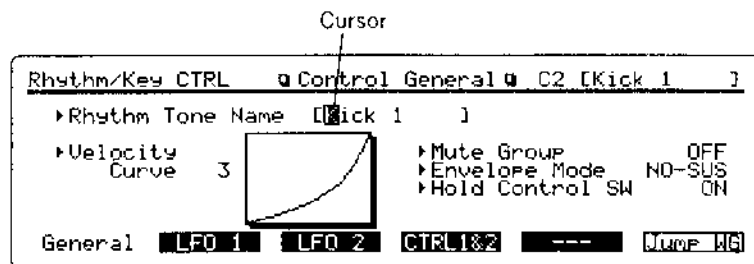 Cursor
Rhythm/Key CTRL Control General C2 [Kick 1 ]
▸Rhythm Tone Name [Kick 1 ]
▸Velocity Curve 3
▸Mute Group OFF
▸Envelope Mode NO-SUS
▸Hold Control SW ON
General LFO 1 LFO 2 CTRL1&2 --- Jump WG